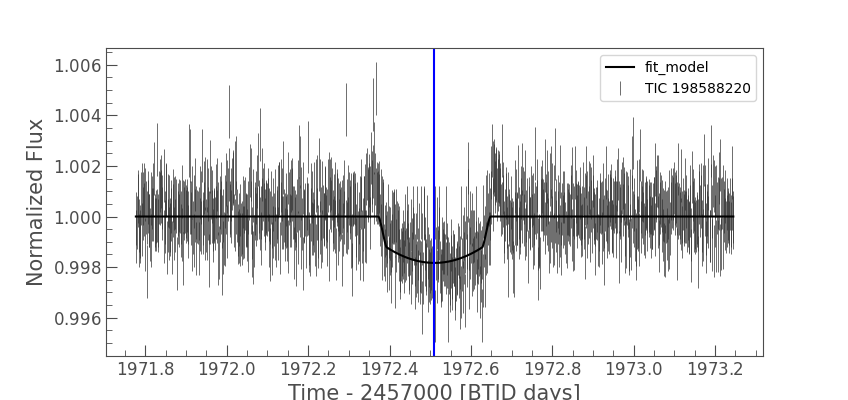 1.006
1.004
1.002
1.000
0.998
0.996
Normalized Flux
fit_model
TIC 198588220
1971.8 1972.0 1972.2 1972.4 1972.6 1972.8 1973.0 1973.2
Time - 2457000 [BTJD days]